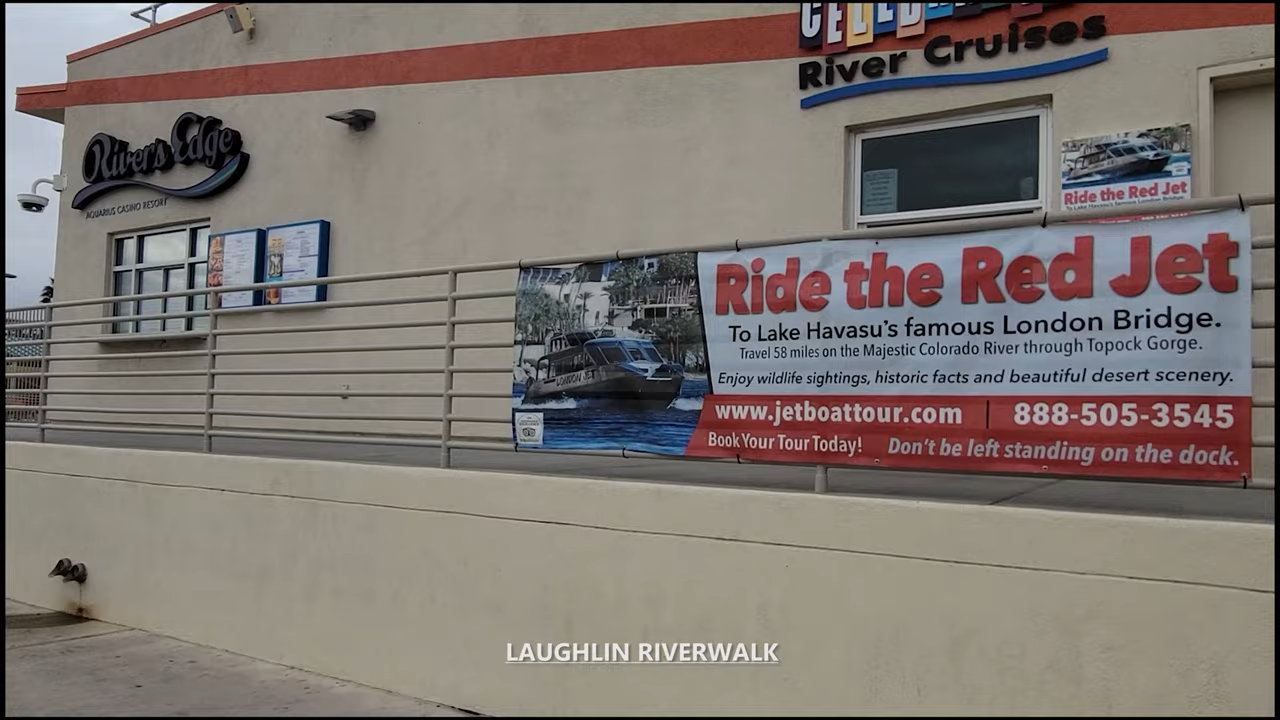 River Cruises
River's Edge
AQUARIUS CASINO RESORT
Ride the Red Jet
To Lake Havasu's famous London Bridge.
Ride the Red Jet
To Lake Havasu's famous London Bridge.
Travel 58 miles on the Majestic Colorado River through Topock Gorge.
Enjoy wildlife sightings, historic facts and beautiful desert scenery.
www.jetboattour.com | 888-505-3545
Book Your Tour Today! Don't be left standing on the dock.
LONDON JET
LAUGHLIN RIVERWALK